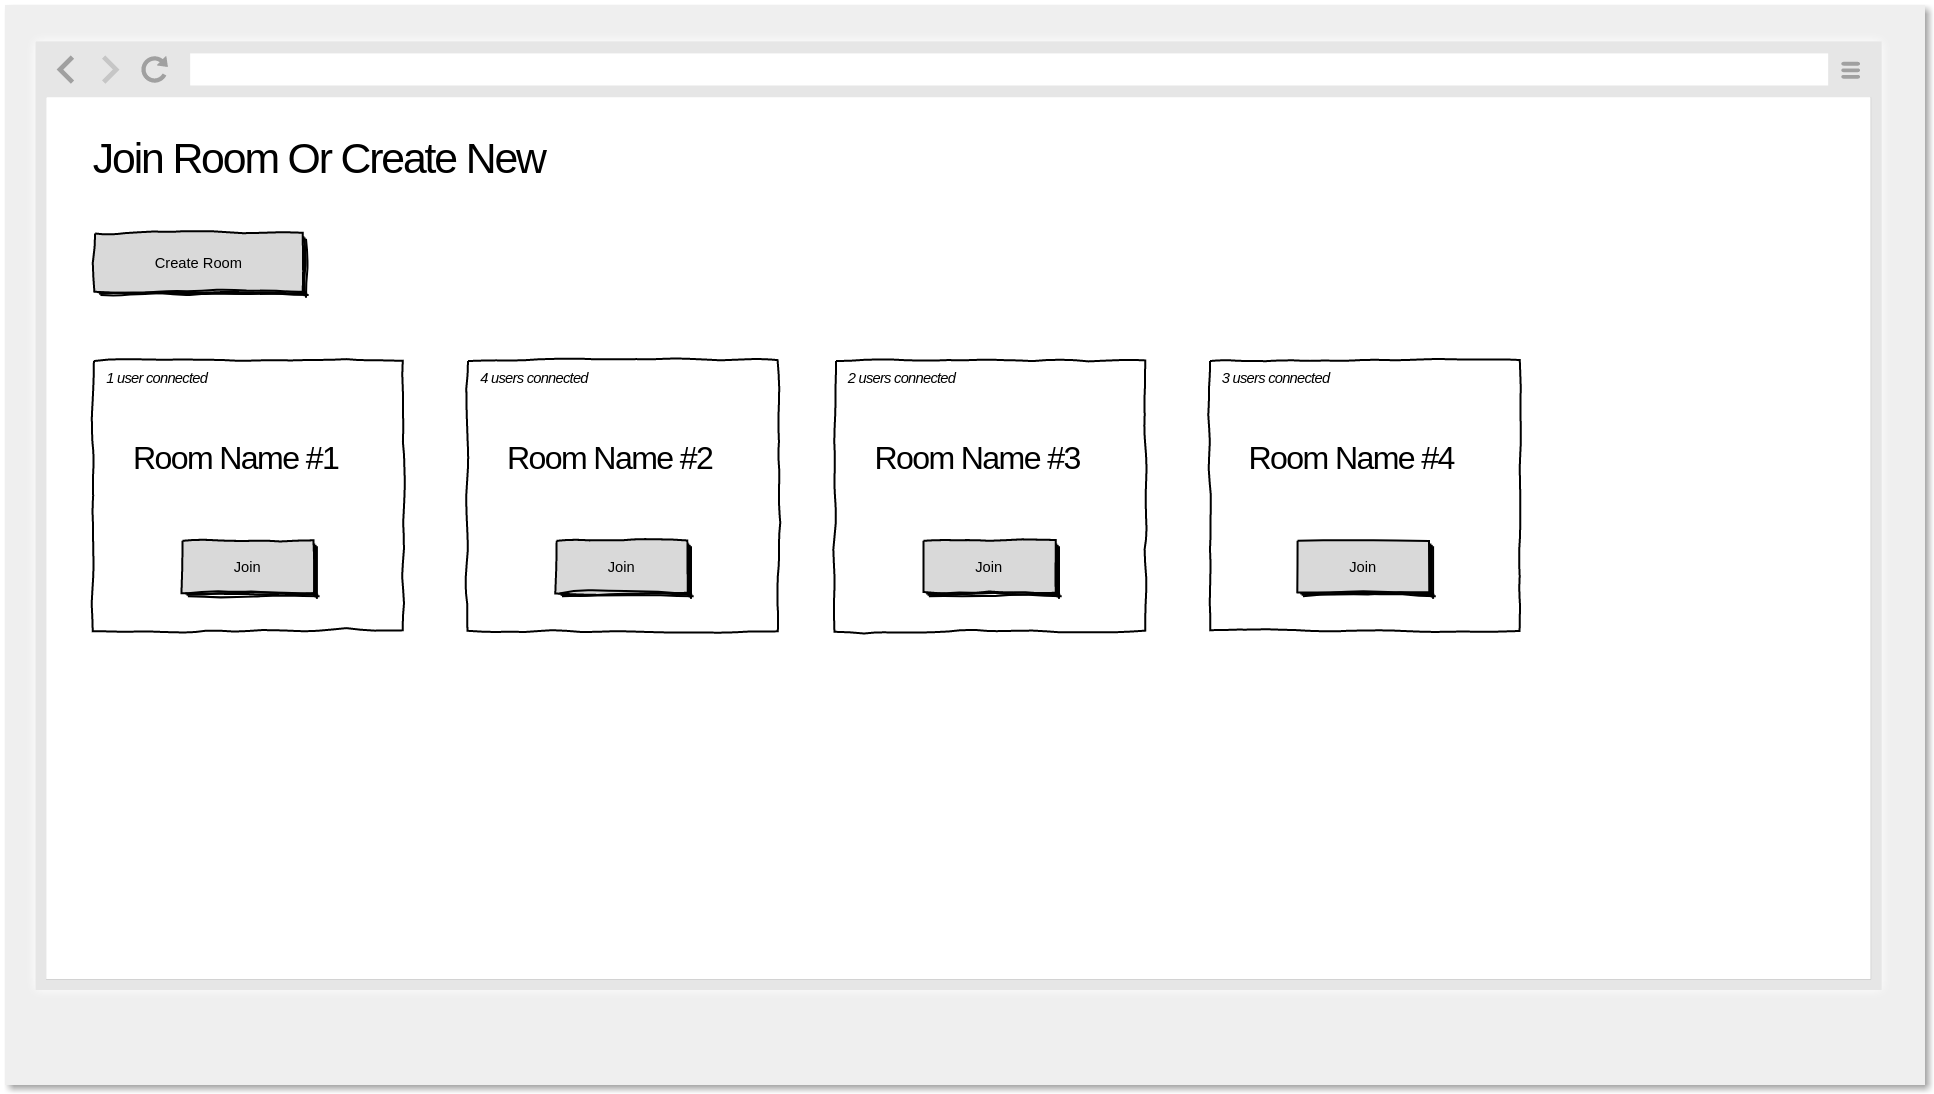 Join Room Or Create New
Create Room
1 user connected
Room Name #1
Join
4 users connected
Room Name #2
Join
2 users connected
Room Name #3
Join
3 users connected
Room Name #4
Join